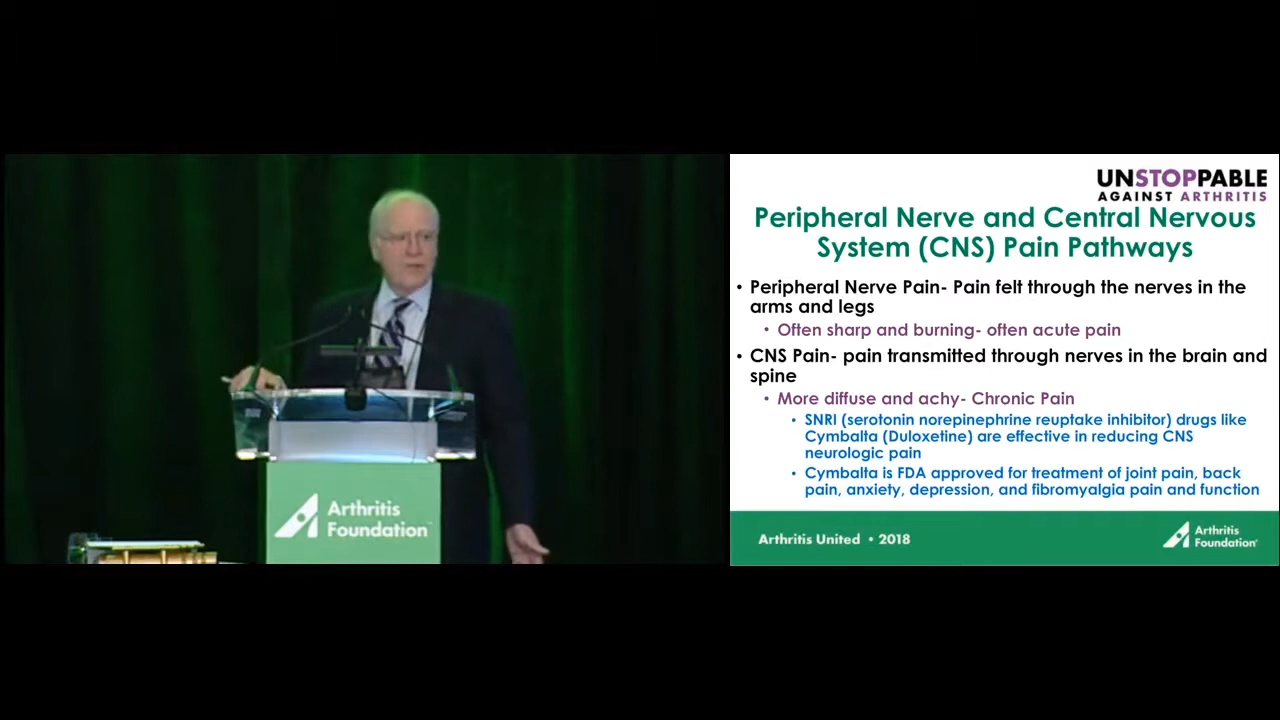 Arthritis
Foundation
UNSTOPPABLE
AGAINST ARTHRITIS
Peripheral Nerve and Central Nervous
System (CNS) Pain Pathways
• Peripheral Nerve Pain- Pain felt through the nerves in the
arms and legs
• Often sharp and burning- often acute pain
• CNS Pain- pain transmitted through nerves in the brain and
spine
• More diffuse and achy- Chronic Pain
• SNRI (serotonin norepinephrine reuptake inhibitor) drugs like
Cymbalta (Duloxetine) are effective in reducing CNS
neurologic pain
• Cymbalta is FDA approved for treatment of joint pain, back
pain, anxiety, depression, and fibromyalgia pain and function
Arthritis United • 2018
Arthritis
Foundation